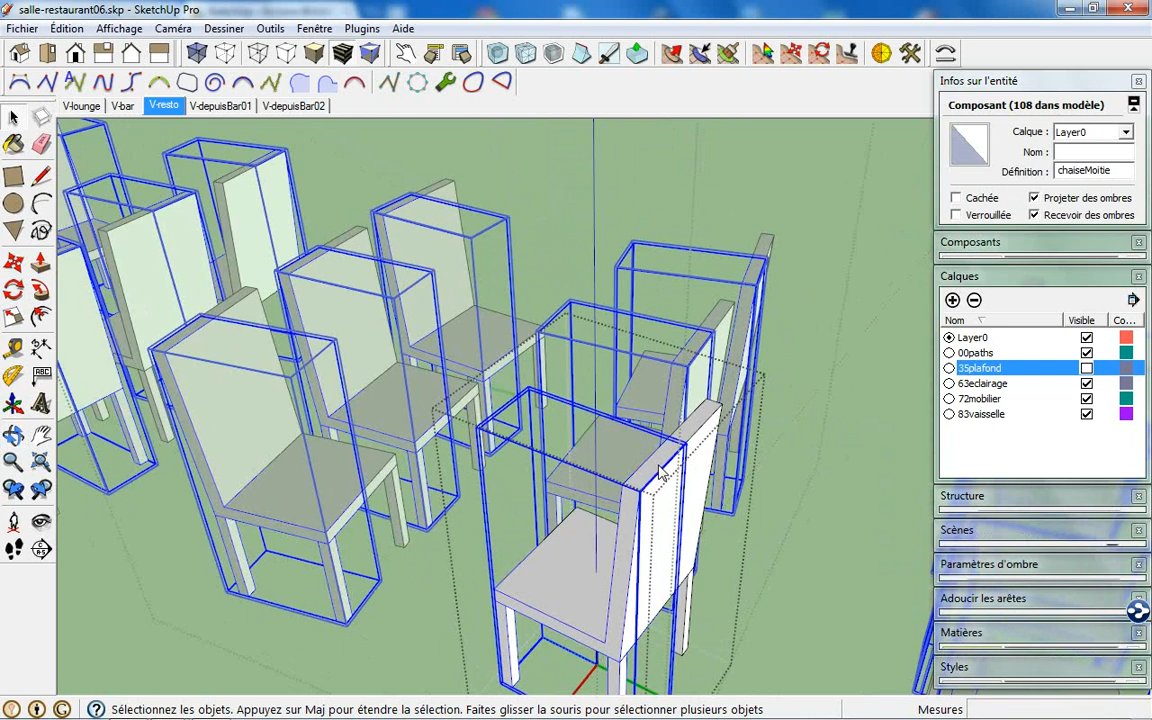 salle-restaurant06.skp - SketchUp Pro
Fichier Édition Affichage Caméra Dessiner Outils Fenêtre Plugins Aide
V-lounge V-bar V-resto V-depuisBar01 V-depuisBar02
Infos sur l'entité
Composant (108 dans modèle)
Calque : Layer0
Nom :
Définition : chaiseMoitie
Cachée Projeter des ombres
Verrouillée Recevoir des ombres
Composants
Calques
Nom Visible Co...
Layer0
00paths
35plafond
63eclairage
72mobilier
83vaisselle
Structure
Scènes
Paramètres d'ombre
Adoucir les arêtes
Matières
Styles
Sélectionnez les objets. Appuyez sur Maj pour étendre la sélection. Faites glisser la souris pour sélectionner plusieurs objets
Mesures